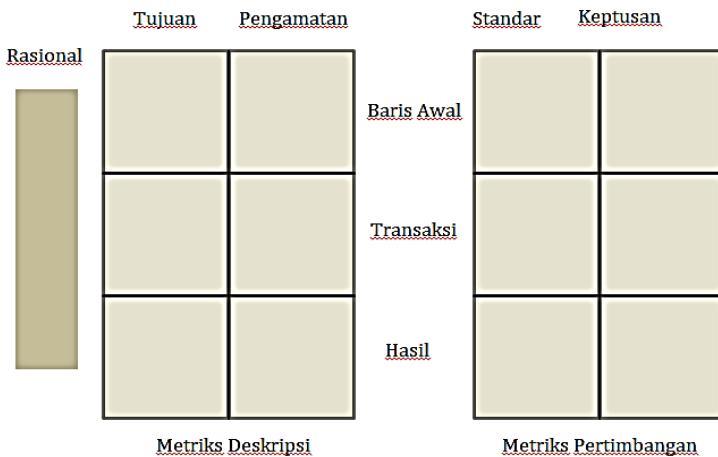 Tujuan Pengamatan Standar Keptusan
Rasional
Baris Awal
Transaksi
Hasil
Metriks Deskripsi Metriks Pertimbangan